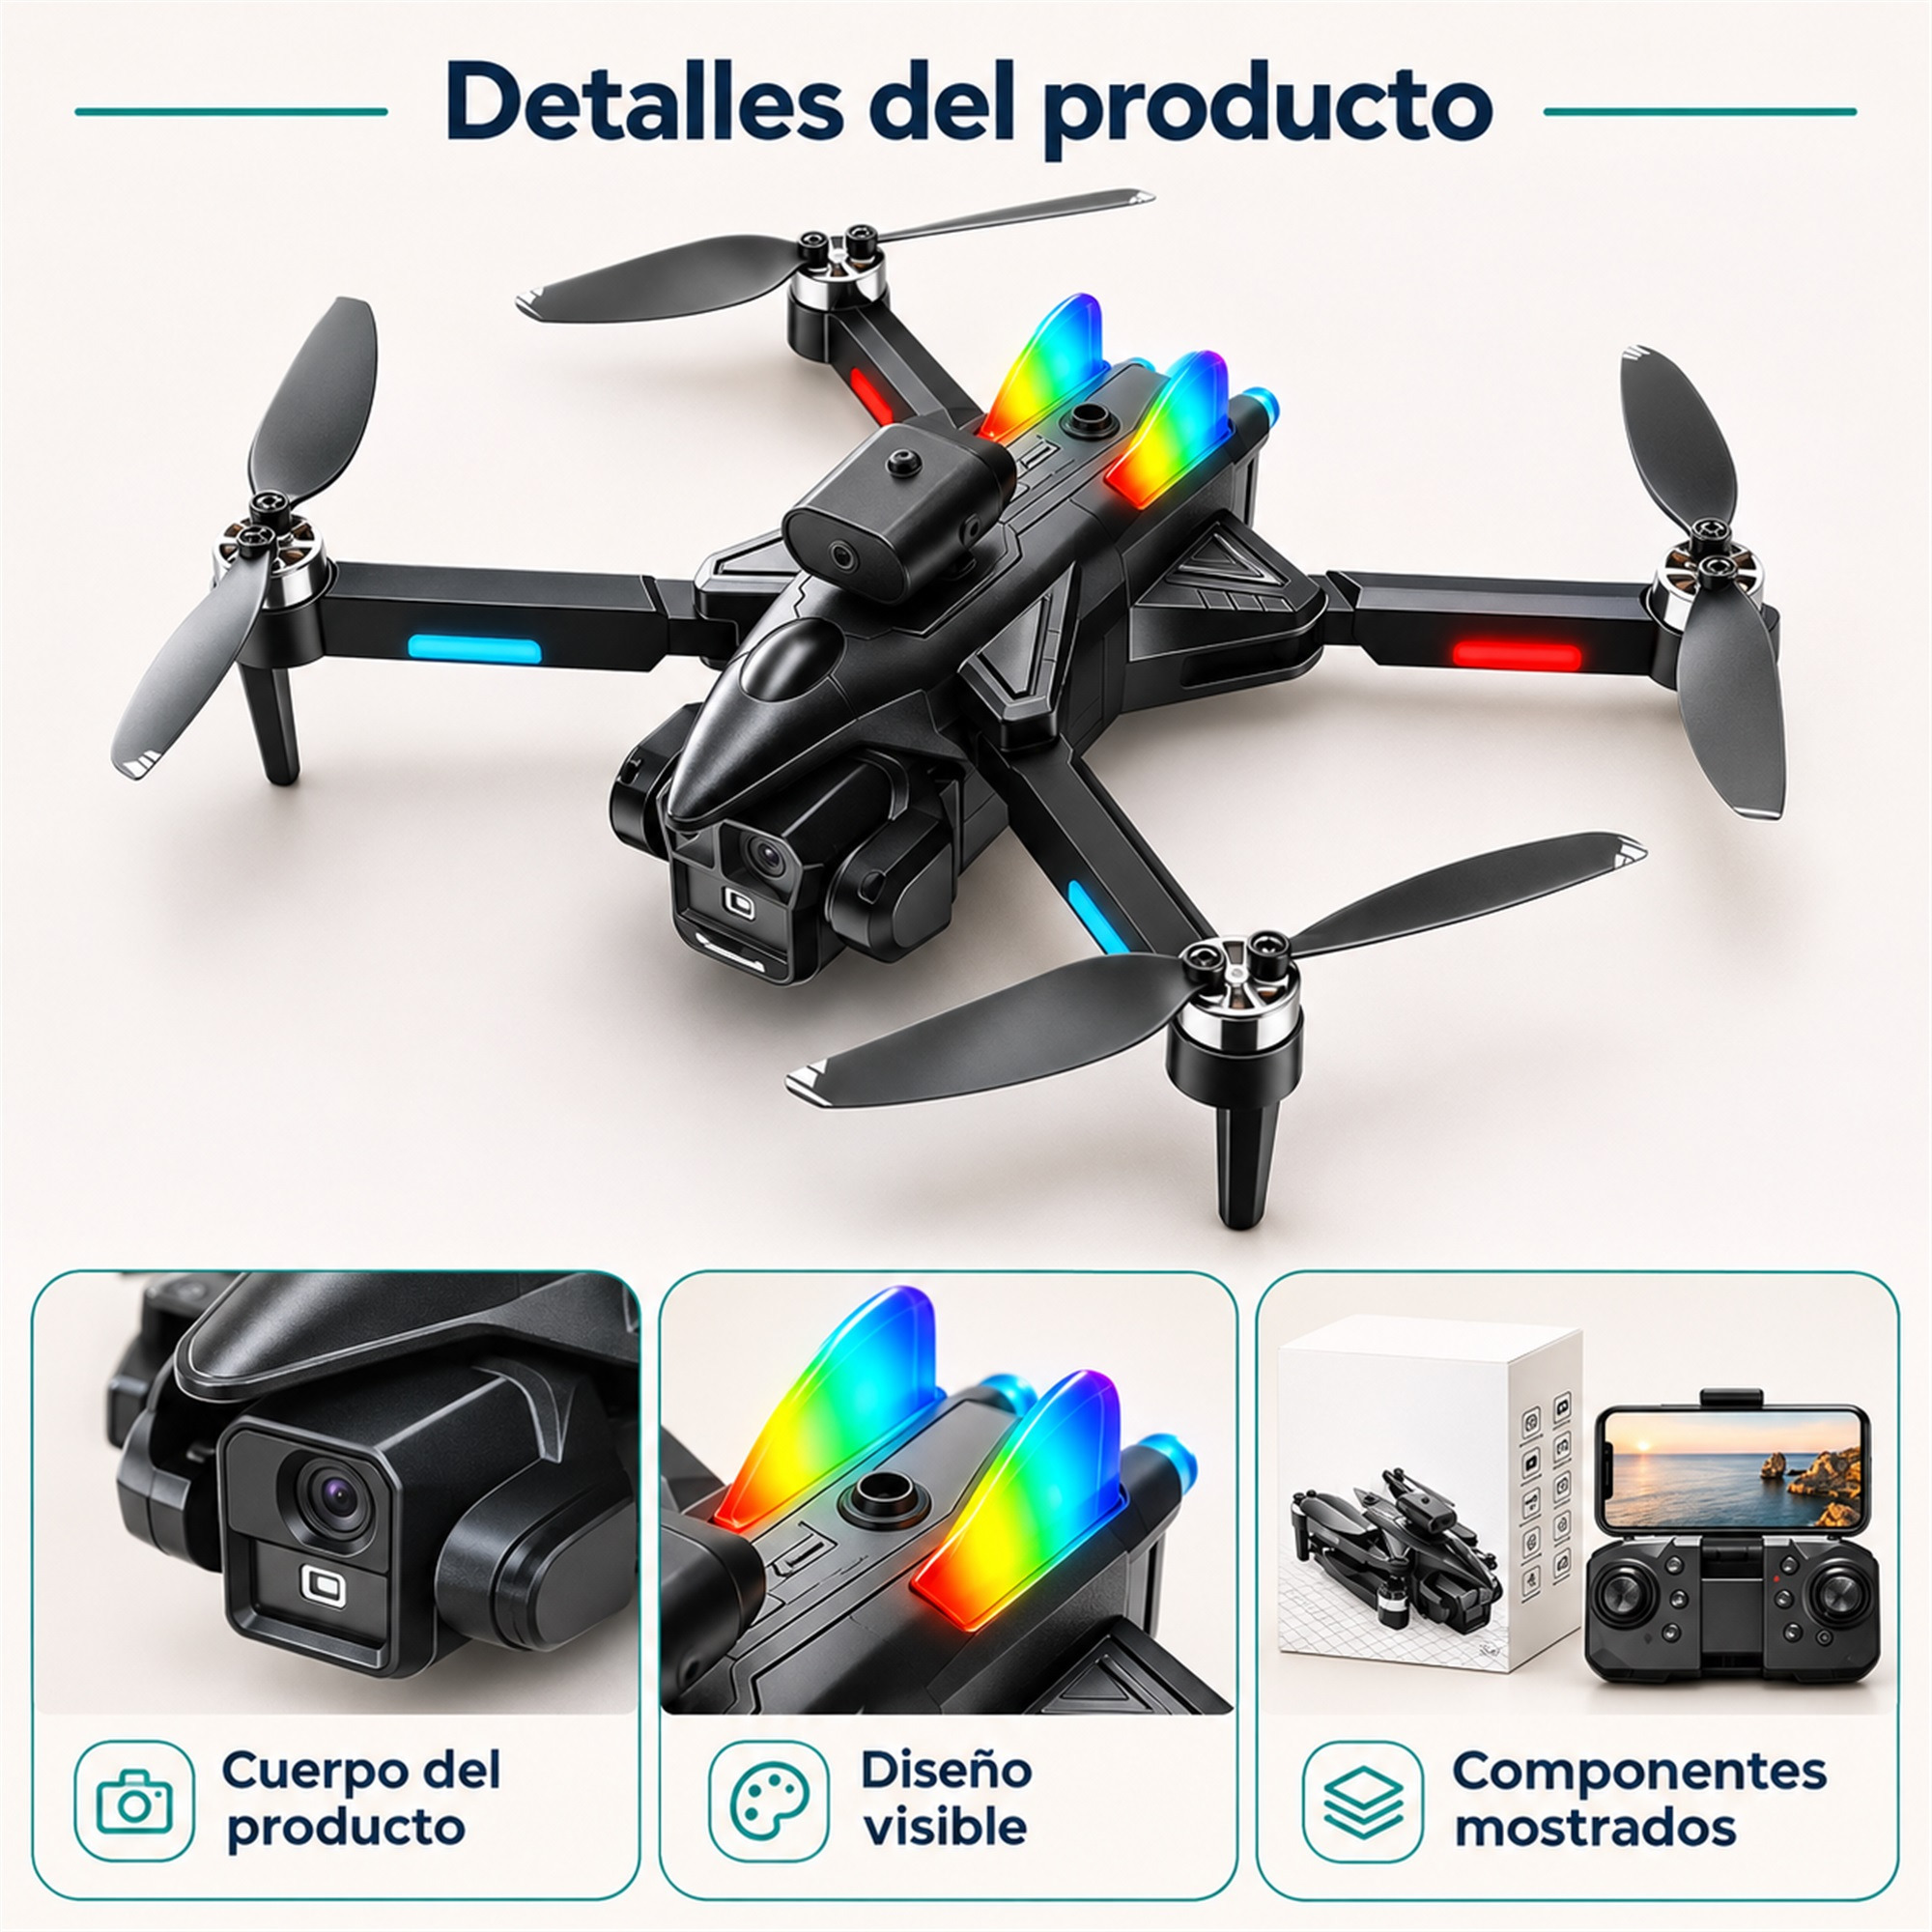 Detalles del producto
Cuerpo del
producto
Diseño
visible
Componentes
mostrados